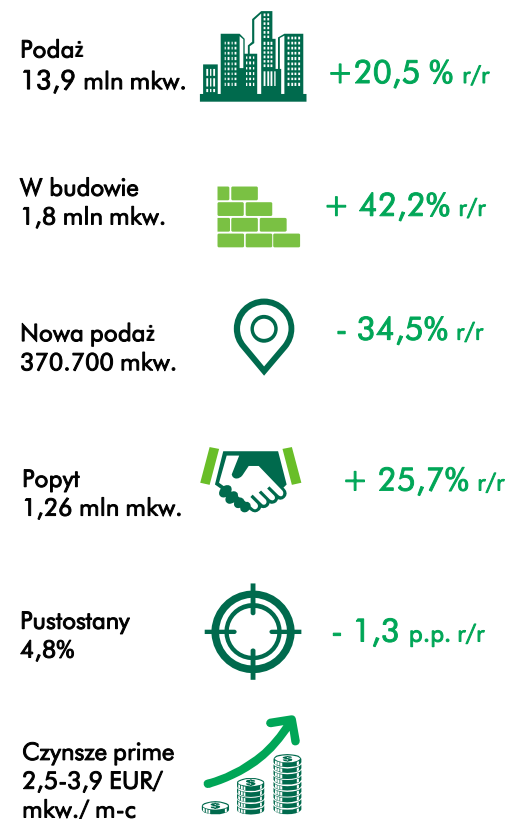 Podaż
13,9 mln mkw.
+20,5 % r/r
W budowie
1,8 mln mkw.
+ 42,2% r/r
Nowa podaż
370.700 mkw.
- 34,5% r/r
Popyt
1,26 mln mkw.
+ 25,7% r/r
Pustostany
4,8%
- 1,3 p.p. r/r
Czynsze prime
2,5-3,9 EUR/
mkw./ m-c